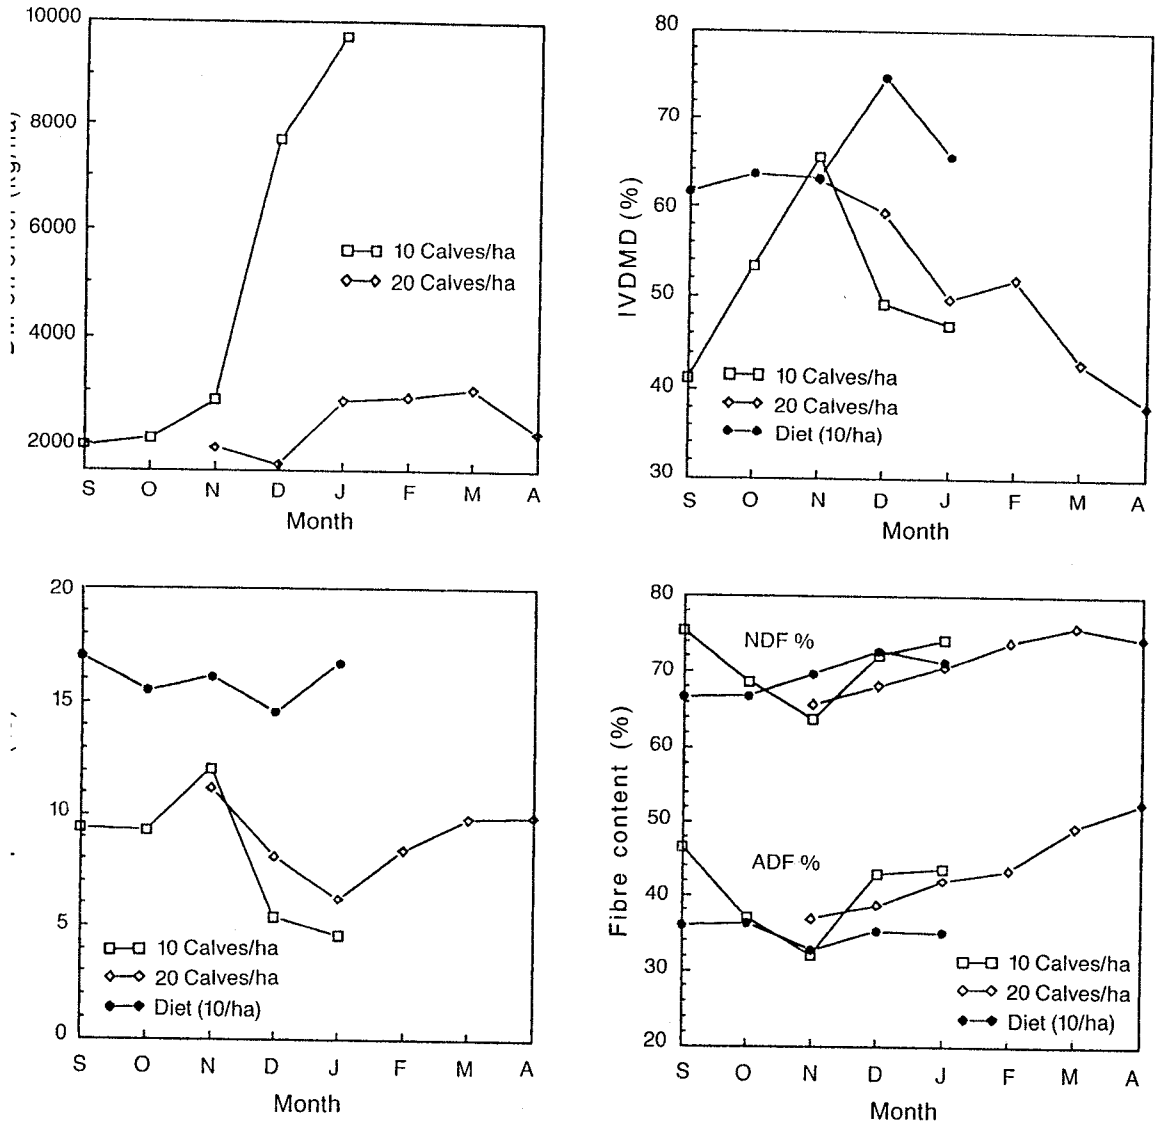 10000
8000
6000
4000
2000
10 Calves/ha
20 Calves/ha
S O N D J F M A
Month
80
70
60
50
40
30
IVDMD (%)
10 Calves/ha
20 Calves/ha
Diet (10/ha)
S O N D J F M A
Month
20
15
10
5
0
10 Calves/ha
20 Calves/ha
Diet (10/ha)
S O N D J F M A
Month
80
70
60
50
40
30
20
Fibre content (%)
NDF %
ADF %
10 Calves/ha
20 Calves/ha
Diet (10/ha)
S O N D J F M A
Month